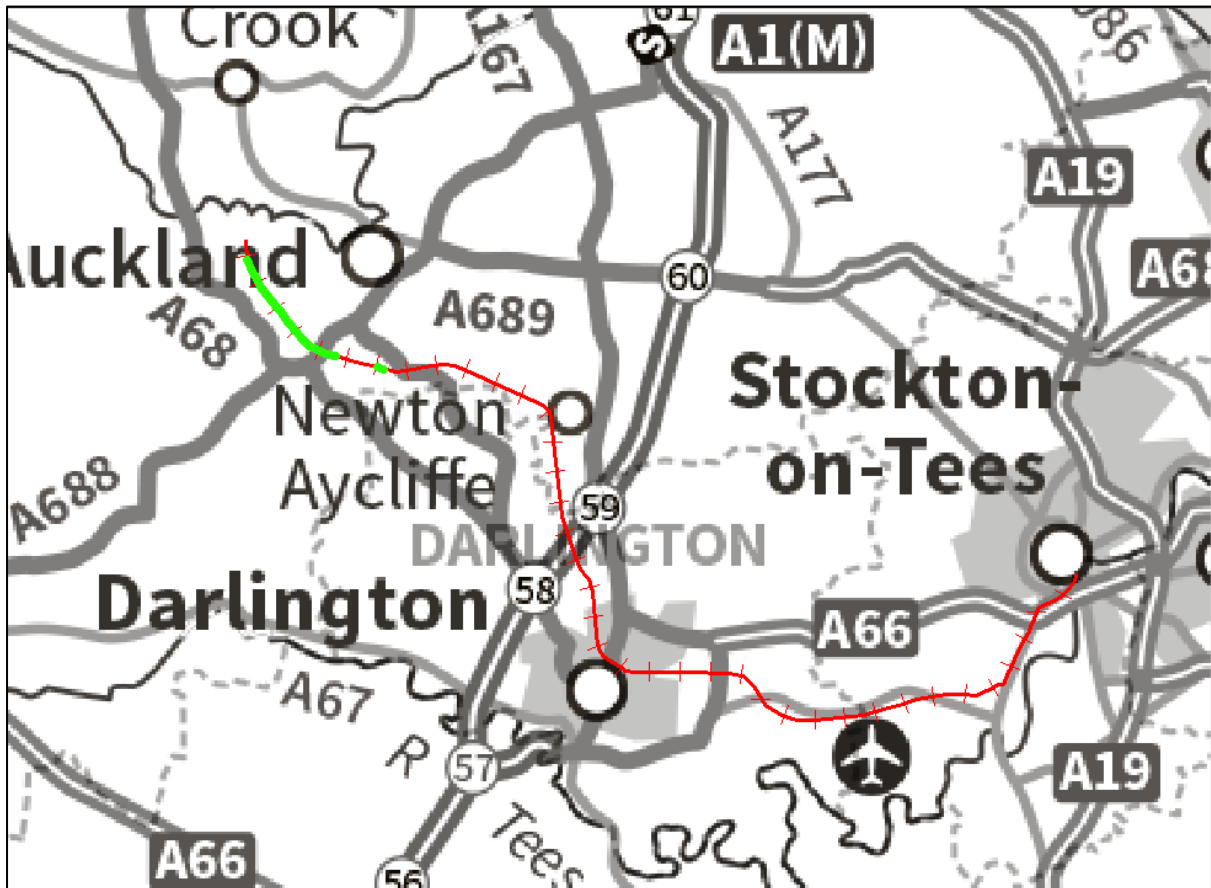 Crook
A167
61
S
A1(M)
A177
A19
Auckland
A68
A689
60
Stockton-
on-Tees
Newton
Aycliffe
A688
59
DARLINGTON
58
Darlington
A66
A67
R
Tees
57
A19
A66
56